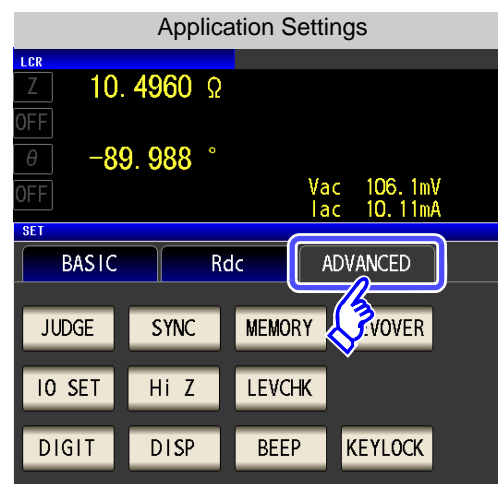 Application Settings
LCR
Z 10.4960 Ω
OFF
θ -89.988 °
OFF
Vac 106.1mV
Iac 10.11mA
SET
BASIC Rdc ADVANCED
JUDGE SYNC MEMORY VOVER
IO SET Hi Z LEVCHK
DIGIT DISP BEEP KEYLOCK